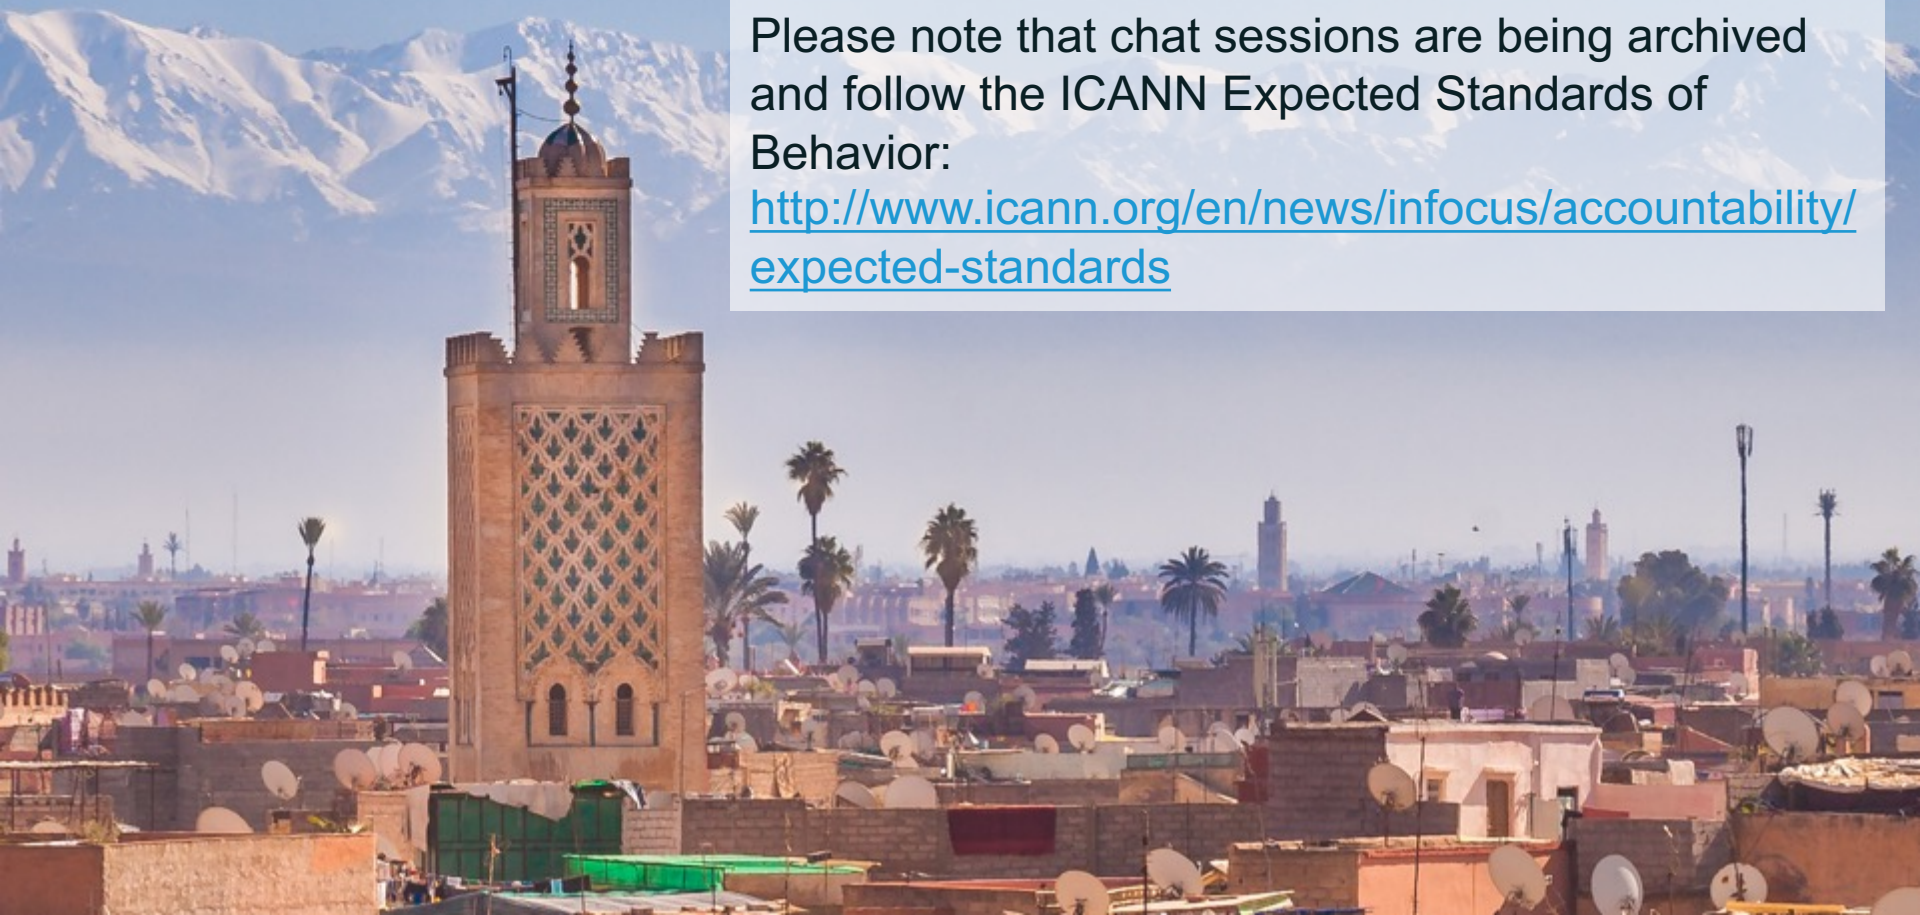 Please note that chat sessions are being archived
and follow the ICANN Expected Standards of
Behavior:
http://www.icann.org/en/news/infocus/accountability/
expected-standards